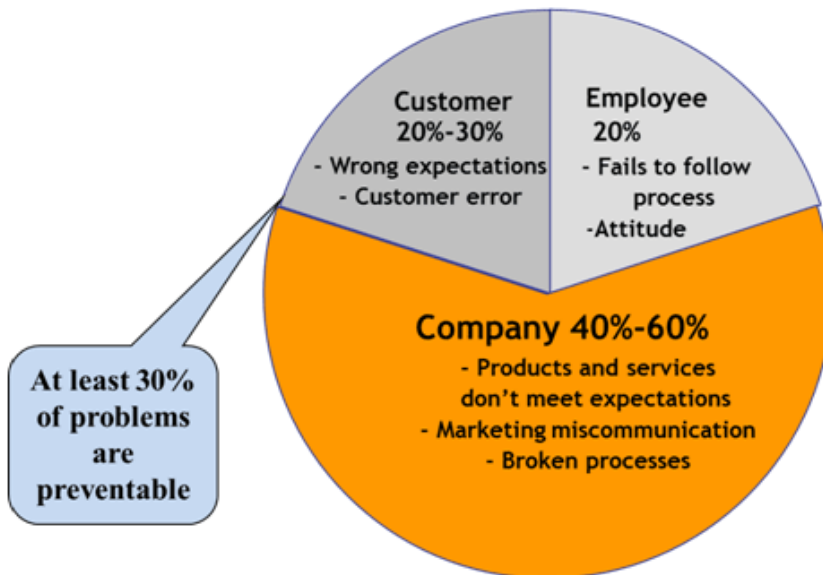 Customer
20%-30%
- Wrong expectations
- Customer error
Employee
20%
- Fails to follow
process
-Attitude
Company 40%-60%
- Products and services
don't meet expectations
- Marketing miscommunication
- Broken processes
At least 30%
of problems
are
preventable